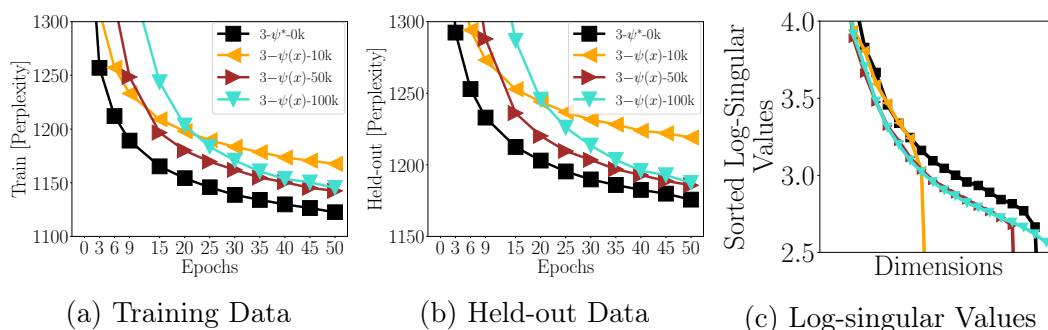 1300
1250
1200
1150
1100
Train [Perplexity]
3-ψ*-0k
3−ψ(x)-10k
3−ψ(x)-50k
3−ψ(x)-100k
0 3 6 9 15 20 25 30 35 40 45 50
Epochs
(a) Training Data
1300
1250
1200
1150
Held-out [Perplexity]
3-ψ*-0k
3−ψ(x)-10k
3−ψ(x)-50k
3−ψ(x)-100k
0 3 6 9 15 20 25 30 35 40 45 50
Epochs
(b) Held-out Data
4.0
3.5
3.0
2.5
Sorted Log-Singular
Values
Dimensions
(c) Log-singular Values